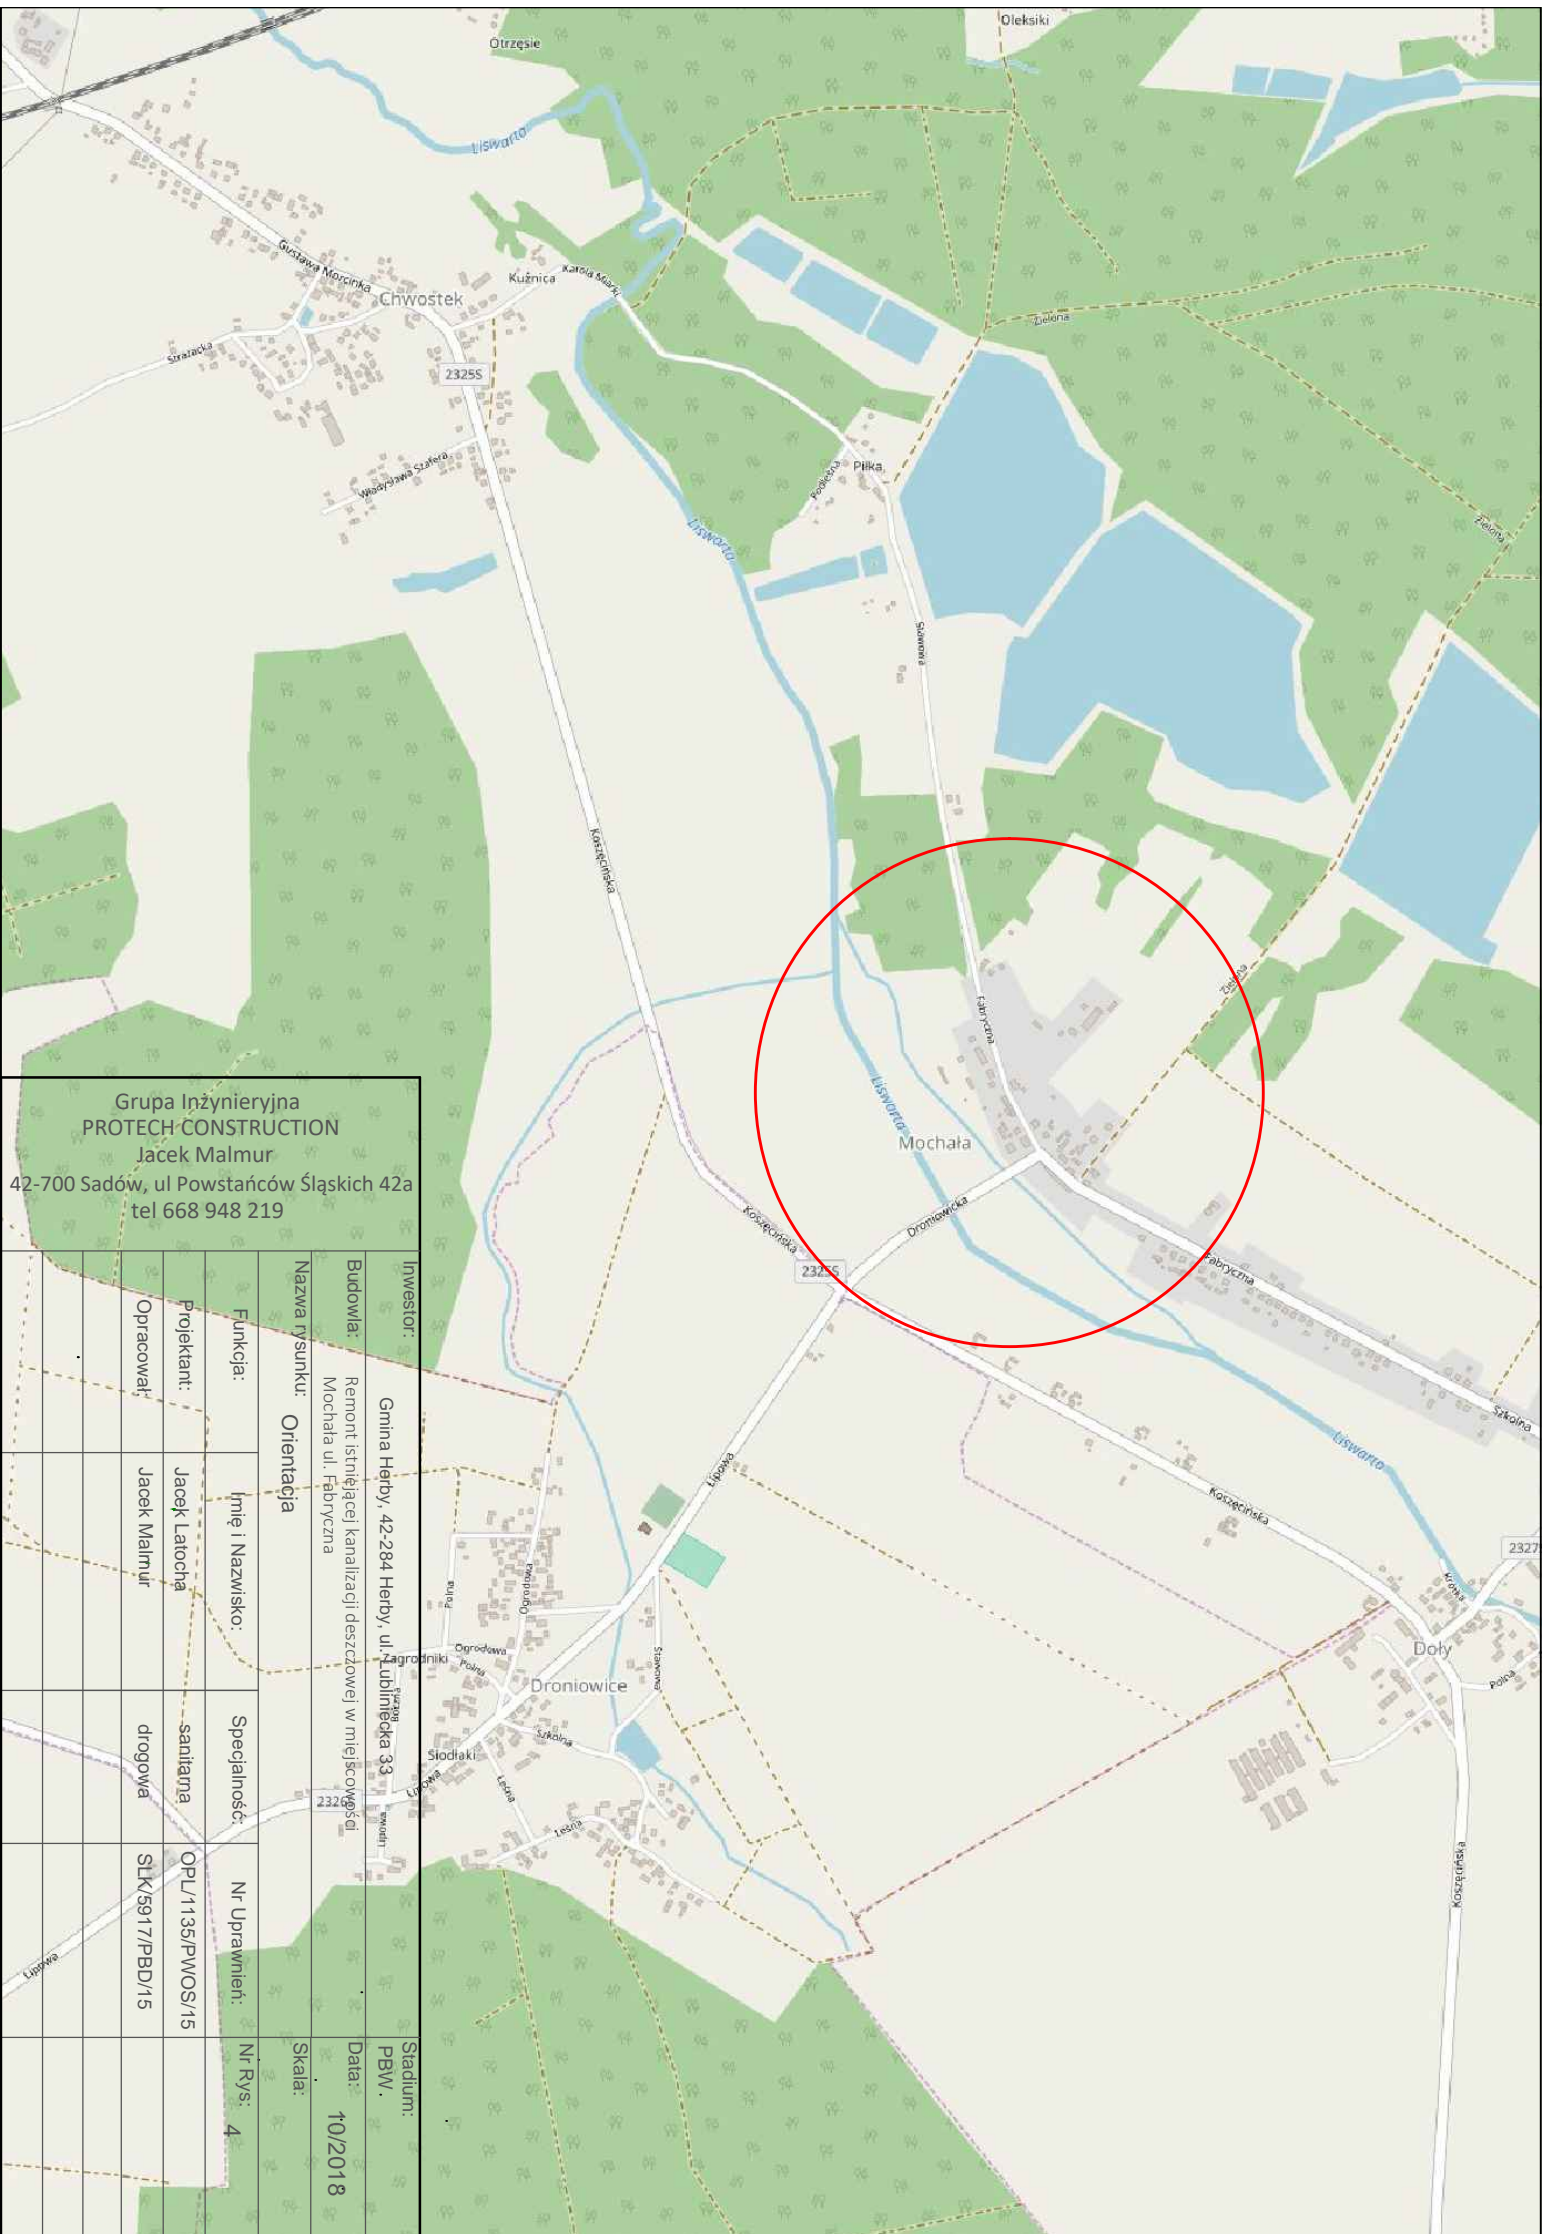 Oleksiki
Otrzęsie
Liswarta
Gustawa Morcinka
Chwostek
Kuźnica
Karola Miarki
Zielona
Strażacka
2325S
Władysława Stafera
Podleśna
Piłka
Zielona
Liswarta
Stawowa
Koszęcińska
Zielona
Fabryczna
Liswarta
Mochała
Koszęcińska
Droniowicka
2325S
Fabryczna
Szkolna
Liswarta
Lipowa
Koszęcińska
2327
Krótka
Doły
Polna
Polna
Ogrodowa
Ogrodowa
Polna
Zagrodniki
Stawowa
Droniowice
Szkolna
Siodłaki
Boczna
Lipowa
2326S
Leśna
Leśna
Lipowa
Koszęcińska
Lipowa
Grupa Inżynieryjna
PROTECH CONSTRUCTION
Jacek Malmur
42-700 Sadów, ul Powstańców Śląskich 42a
tel 668 948 219
Inwestor:
Gmina Herby, 42-284 Herby, ul. Lubliniecka 33
Stadium:
PBW.
Budowla:
Remont istniejącej kanalizacji deszczowej w miejscowości
Mochała ul. Fabryczna
Data:
10/2018
Nazwa rysunku:
Orientacja
Skala:
Funkcja:
Imię i Nazwisko:
Specjalność:
Nr Uprawnień:
Nr Rys:
4
Projektant:
Jacek Latocha
sanitarna
OPL/1135/PWOS/15
Opracował:
Jacek Malmur
drogowa
SLK/5917/PBD/15